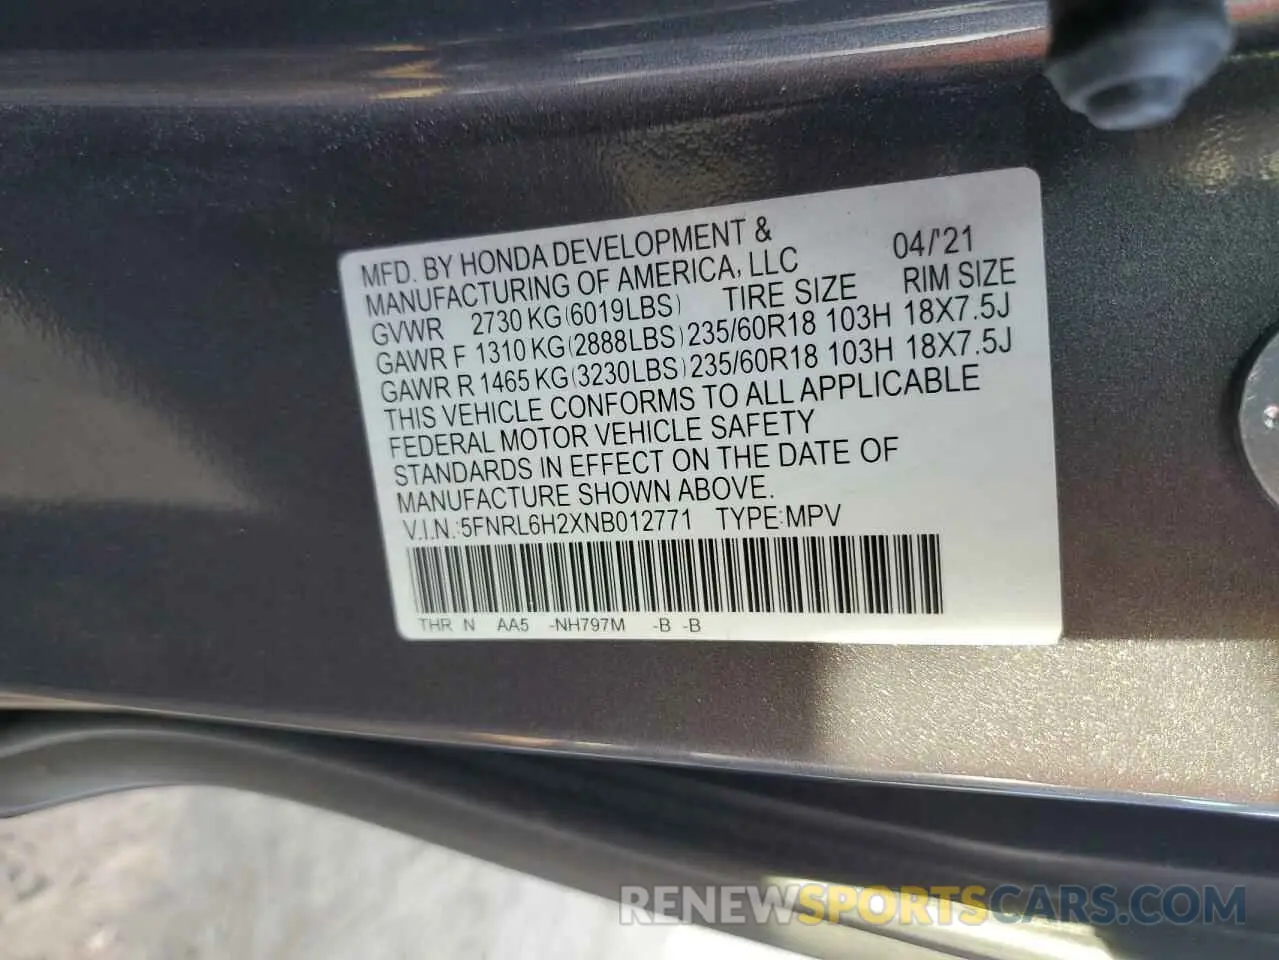 MFD. BY HONDA DEVELOPMENT & 04/'21
MANUFACTURING OF AMERICA, LLC RIM SIZE
GVWR 2730 KG (6019LBS) TIRE SIZE
GAWR F 1310 KG (2888LBS) 235/60R18 103H 18X7.5J
GAWR R 1465 KG (3230LBS) 235/60R18 103H 18X7.5J
THIS VEHICLE CONFORMS TO ALL APPLICABLE
FEDERAL MOTOR VEHICLE SAFETY
STANDARDS IN EFFECT ON THE DATE OF
MANUFACTURE SHOWN ABOVE.
V.I.N.:5FNRL6H2XNB012771 TYPE:MPV
THR N AA5 -NH797M -B -B
RENEWSPORTSCARS.COM